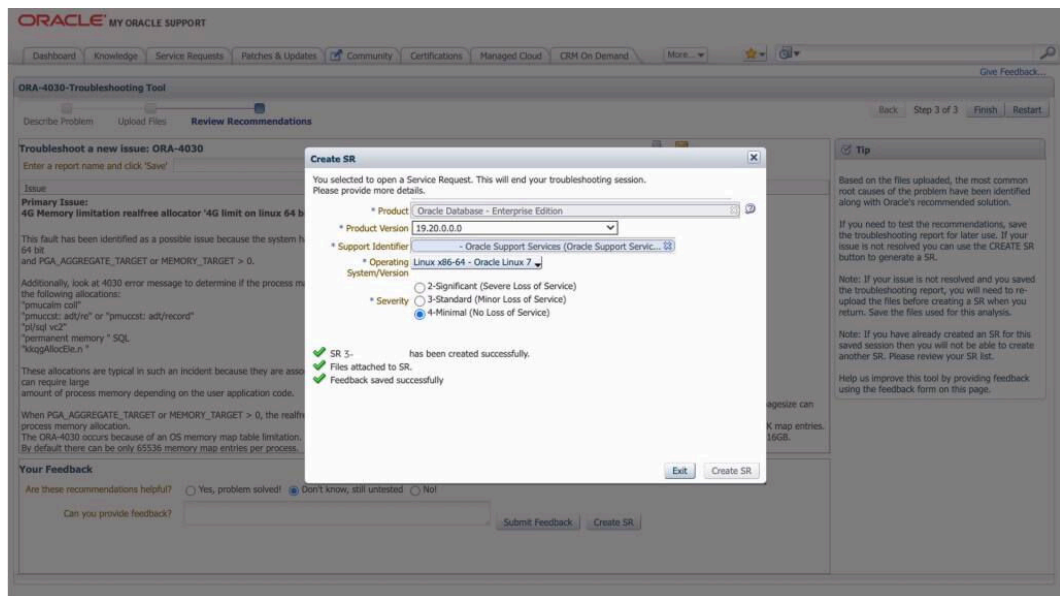 ORACLE MY ORACLE SUPPORT
Dashboard Knowledge Service Requests Patches & Updates Community Certifications Managed Cloud CRM On Demand More...
Give Feedback...
ORA-4030-Troubleshooting Tool
Describe Problem Upload Files Review Recommendations
Back Step 3 of 3 Finish Restart
Troubleshoot a new issue: ORA-4030
Enter a report name and click 'Save'
Issue
Primary Issue:
4G Memory limitation realfree allocator '4G limit on linux 64 b
This fault has been identified as a possible issue because the system h
64 bit
and PGA_AGGREGATE_TARGET or MEMORY_TARGET > 0.
Additionally, look at 4030 error message to determine if the process ma
the following allocations:
"pmucalm coll"
"pmuccst: adt/re" or "pmuccst: adt/record"
"pl/sql vc2"
"permanent memory " SQL
"kkqgAllocEle.n "
These allocations are typical in such an incident because they are asso
can require large
amount of process memory depending on the user application code.
When PGA_AGGREGATE_TARGET or MEMORY_TARGET > 0, the realfre
process memory allocation.
The ORA-4030 occurs because of an OS memory map table limitation.
By default there can be only 65536 memory map entries per process.
agesize can
K map entries.
16GB.
Create SR
You selected to open a Service Request. This will end your troubleshooting session.
Please provide more details.
* Product Oracle Database - Enterprise Edition
* Product Version 19.20.0.0.0
* Support Identifier - Oracle Support Services (Oracle Support Servic...
* Operating System/Version Linux x86-64 - Oracle Linux 7
* Severity
2-Significant (Severe Loss of Service)
3-Standard (Minor Loss of Service)
4-Minimal (No Loss of Service)
SR 3- has been created successfully.
Files attached to SR.
Feedback saved successfully
Exit Create SR
Tip
Based on the files uploaded, the most common
root causes of the problem have been identified
along with Oracle's recommended solution.
If you need to test the recommendations, save
the troubleshooting report for later use. If your
issue is not resolved you can use the CREATE SR
button to generate a SR.
Note: If your issue is not resolved and you saved
the troubleshooting report, you will need to re-
upload the files before creating a SR when you
return. Save the files used for this analysis.
Note: If you have already created an SR for this
saved session then you will not be able to create
another SR. Please review your SR list.
Help us improve this tool by providing feedback
using the feedback form on this page.
Your Feedback
Are these recommendations helpful? Yes, problem solved! Don't know, still untested No!
Can you provide feedback?
Submit Feedback Create SR